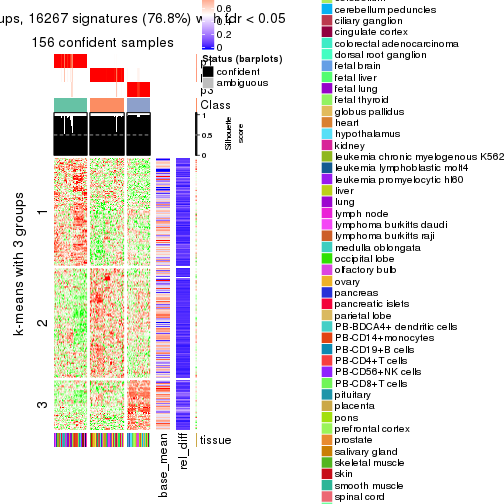 ups, 16267 signatures (76.8%) with fdr < 0.05
156 confident samples
p3
Class
1
0.5
0
Silhouette
score
k-means with 3 groups
1
2
3
tissue
base_mean
rel_diff
0.6
0
Status (barplots)
confident
ambiguous
cerebellum peduncles
ciliary ganglion
cingulate cortex
colorectal adenocarcinoma
dorsal root ganglion
fetal brain
fetal liver
fetal lung
fetal thyroid
globus pallidus
heart
hypothalamus
kidney
leukemia chronic myelogenous K562
leukemia lymphoblastic molt4
leukemia promyelocytic hl60
liver
lung
lymph node
lymphoma burkitts daudi
lymphoma burkitts raji
medulla oblongata
occipital lobe
olfactory bulb
ovary
pancreas
pancreatic islets
parietal lobe
PB-BDCA4+ dendritic cells
PB-CD14+monocytes
PB-CD19+B cells
PB-CD4+T cells
PB-CD56+NK cells
PB-CD8+T cells
pituitary
placenta
pons
prefrontal cortex
prostate
salivary gland
skeletal muscle
skin
smooth muscle
spinal cord